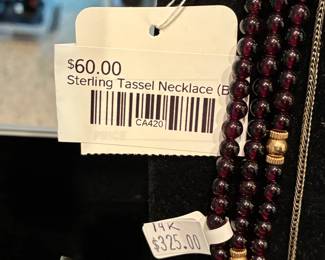 $60.00
Sterling Tassel Necklace (B
CA420
14K
$325.00